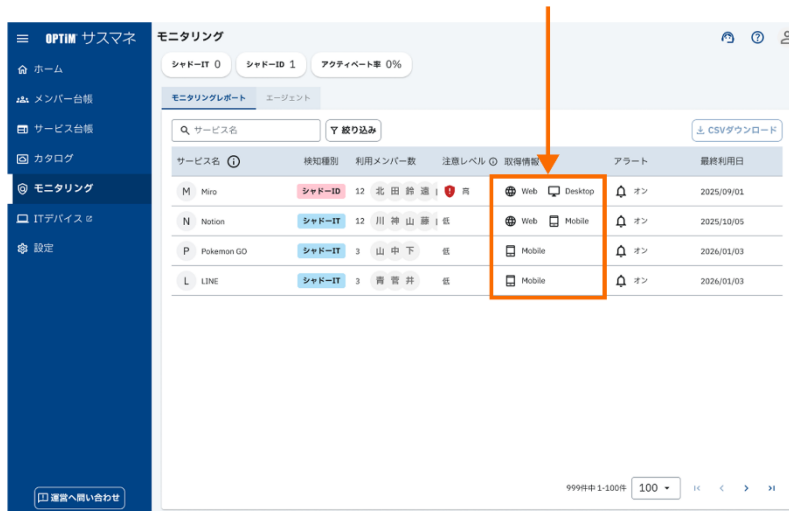 OPTiM サスマネ
ホーム
メンバー台帳
サービス台帳
カタログ
モニタリング
ITデバイス
設定
運営へ問い合わせ
モニタリング
シャドーIT 0 シャドーID 1 アクティベート率 0%
モニタリングレポート エージェント
サービス名 絞り込み CSVダウンロード
サービス名 検知種別 利用メンバー数 注意レベル 取得情報 アラート 最終利用日
M Miro シャドーID 12 北 田 鈴 遠 高 Web Desktop オン 2025/09/01
N Notion シャドーIT 12 川 神 山 藤 低 Web Mobile オン 2025/10/05
P Pokemon GO シャドーIT 3 山 中 下 低 Mobile オン 2026/01/03
L LINE シャドーIT 3 青 菅 井 低 Mobile オン 2026/01/03
999件中 1-100件 100